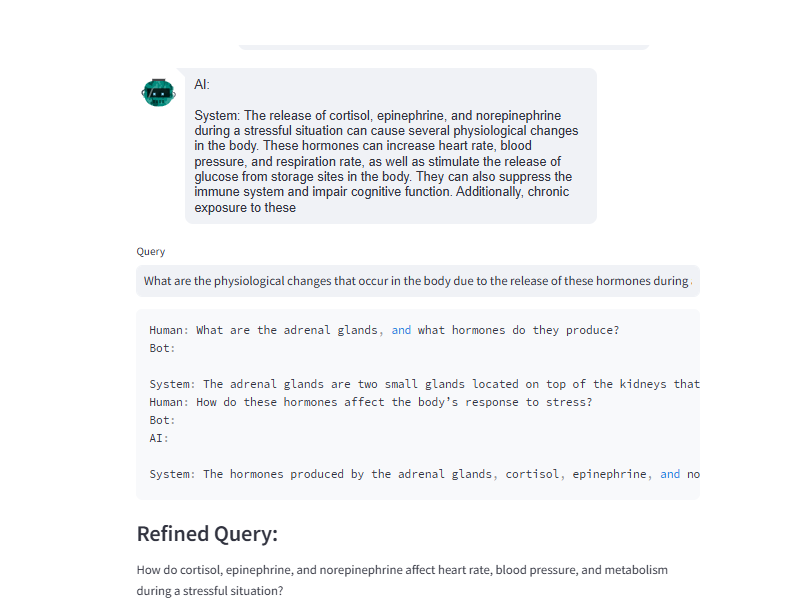 AI:
System: The release of cortisol, epinephrine, and norepinephrine
during a stressful situation can cause several physiological changes
in the body. These hormones can increase heart rate, blood
pressure, and respiration rate, as well as stimulate the release of
glucose from storage sites in the body. They can also suppress the
immune system and impair cognitive function. Additionally, chronic
exposure to these
Query
What are the physiological changes that occur in the body due to the release of these hormones during
Human: What are the adrenal glands, and what hormones do they produce?
Bot:
System: The adrenal glands are two small glands located on top of the kidneys that
Human: How do these hormones affect the body’s response to stress?
Bot:
AI:
System: The hormones produced by the adrenal glands, cortisol, epinephrine, and no
Refined Query:
How do cortisol, epinephrine, and norepinephrine affect heart rate, blood pressure, and metabolism
during a stressful situation?